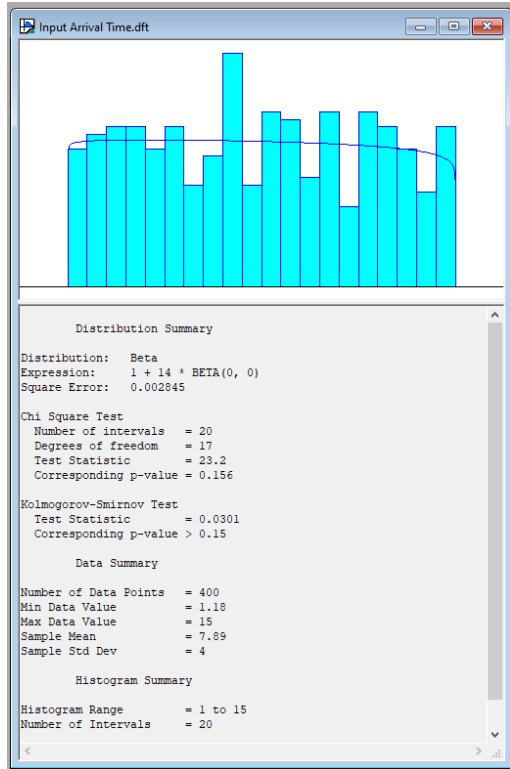 Input Arrival Time.dft
Distribution Summary
Distribution: Beta
Expression: 1 + 14 * BETA(0, 0)
Square Error: 0.002845
Chi Square Test
Number of intervals = 20
Degrees of freedom = 17
Test Statistic = 23.2
Corresponding p-value = 0.156
Kolmogorov-Smirnov Test
Test Statistic = 0.0301
Corresponding p-value > 0.15
Data Summary
Number of Data Points = 400
Min Data Value = 1.18
Max Data Value = 15
Sample Mean = 7.89
Sample Std Dev = 4
Histogram Summary
Histogram Range = 1 to 15
Number of Intervals = 20